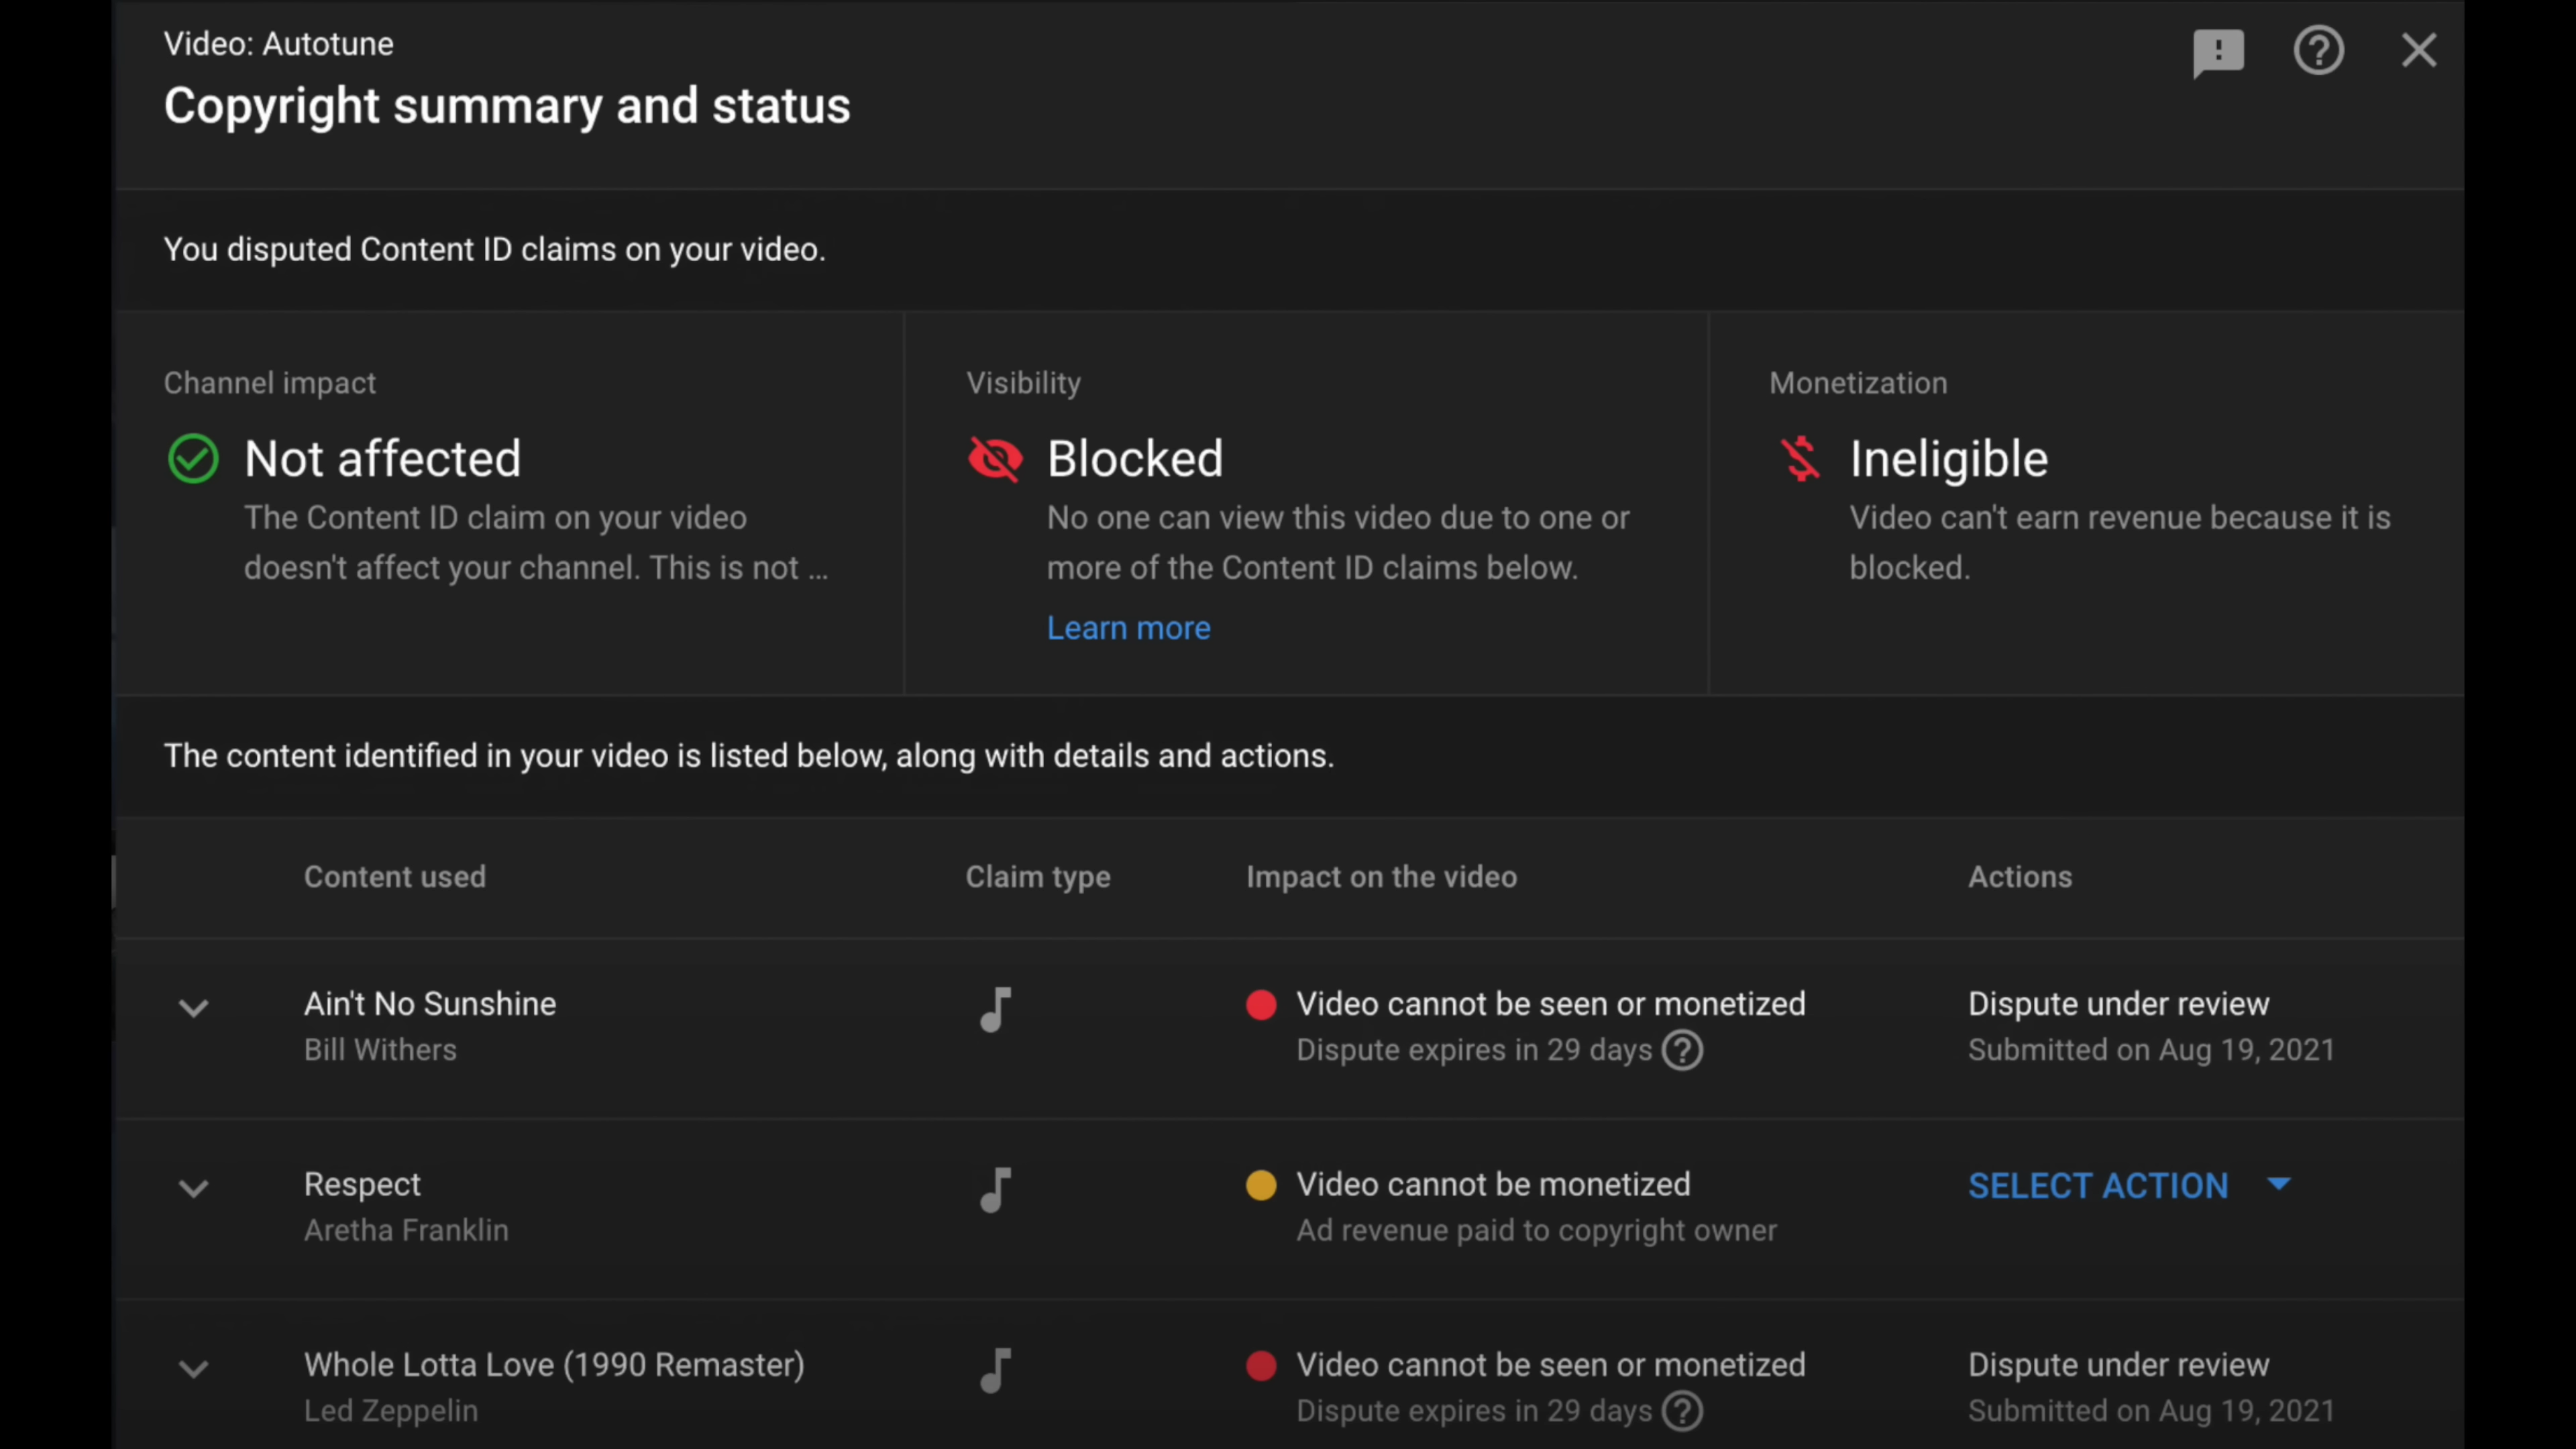 Video: Autotune
Copyright summary and status
You disputed Content ID claims on your video.
Channel impact
Not affected
The Content ID claim on your video
doesn't affect your channel. This is not ...
Visibility
Blocked
No one can view this video due to one or
more of the Content ID claims below.
Learn more
Monetization
Ineligible
Video can't earn revenue because it is
blocked.
The content identified in your video is listed below, along with details and actions.
Content used Claim type Impact on the video Actions
Ain't No Sunshine Video cannot be seen or monetized Dispute under review
Bill Withers Dispute expires in 29 days Submitted on Aug 19, 2021
Respect Video cannot be monetized SELECT ACTION
Aretha Franklin Ad revenue paid to copyright owner
Whole Lotta Love (1990 Remaster) Video cannot be seen or monetized Dispute under review
Led Zeppelin Dispute expires in 29 days Submitted on Aug 19, 2021